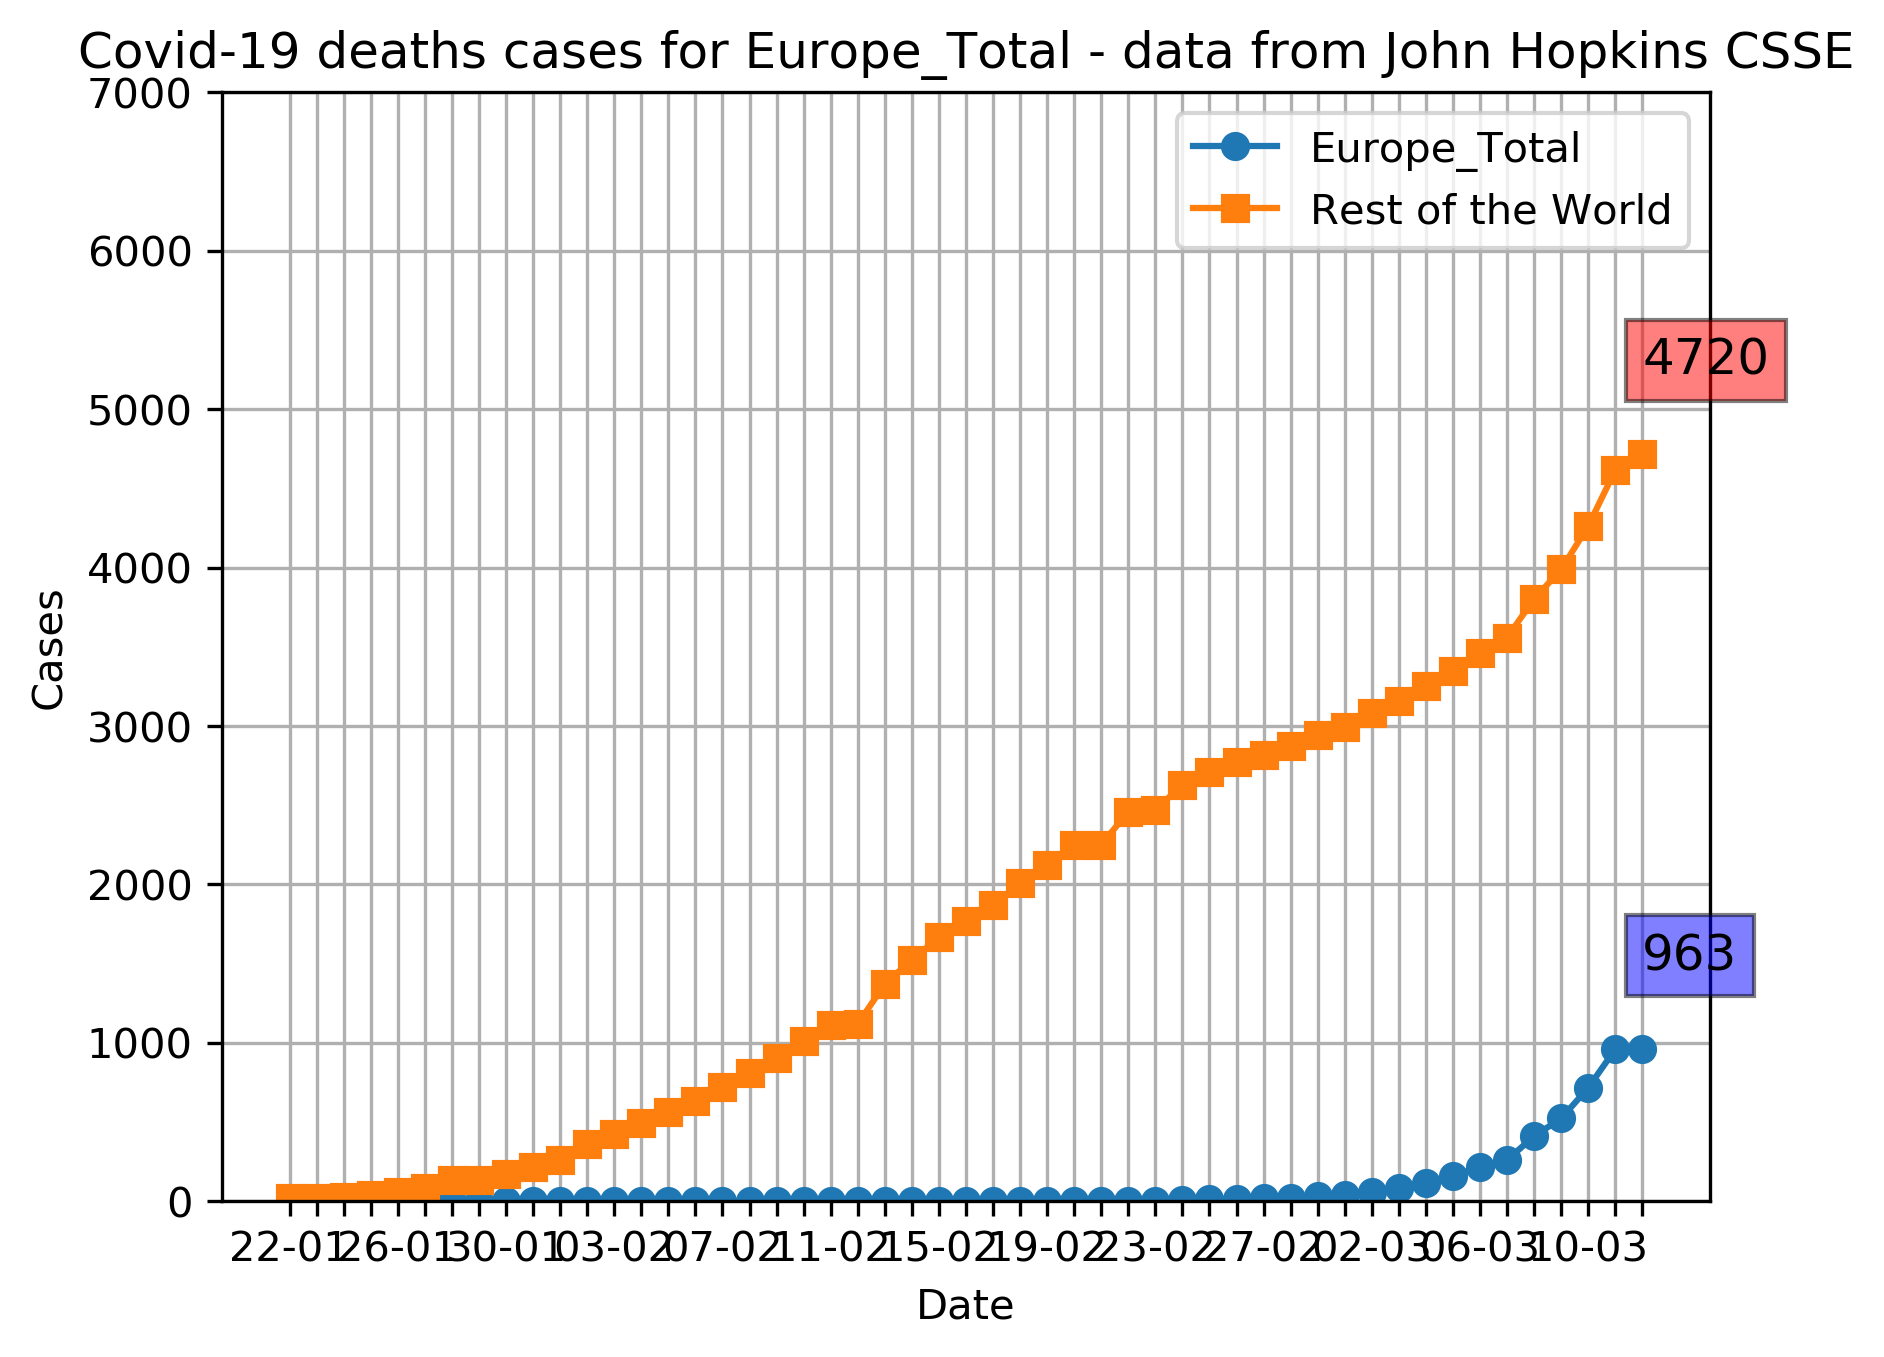 Covid-19 deaths cases for Europe_Total - data from John Hopkins CSSE
7000
6000
5000
4000
3000
2000
1000
0
Cases
Europe_Total
Rest of the World
4720
963
22-01 26-01 30-01 03-02 07-02 11-02 15-02 19-02 23-02 27-02 02-03 06-03 10-03
Date